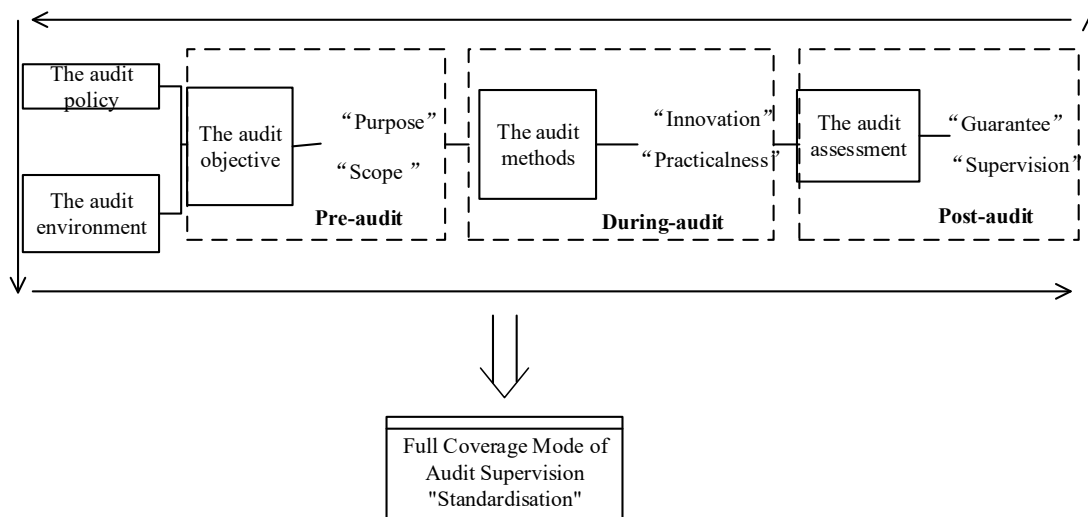 The audit
policy
The audit
environment
The audit
objective
“Purpose”
“Scope”
Pre-audit
The audit
methods
“Innovation”
“Practicalness”
During-audit
The audit
assessment
“Guarantee”
“Supervision”
Post-audit
Full Coverage Mode of
Audit Supervision
"Standardisation"